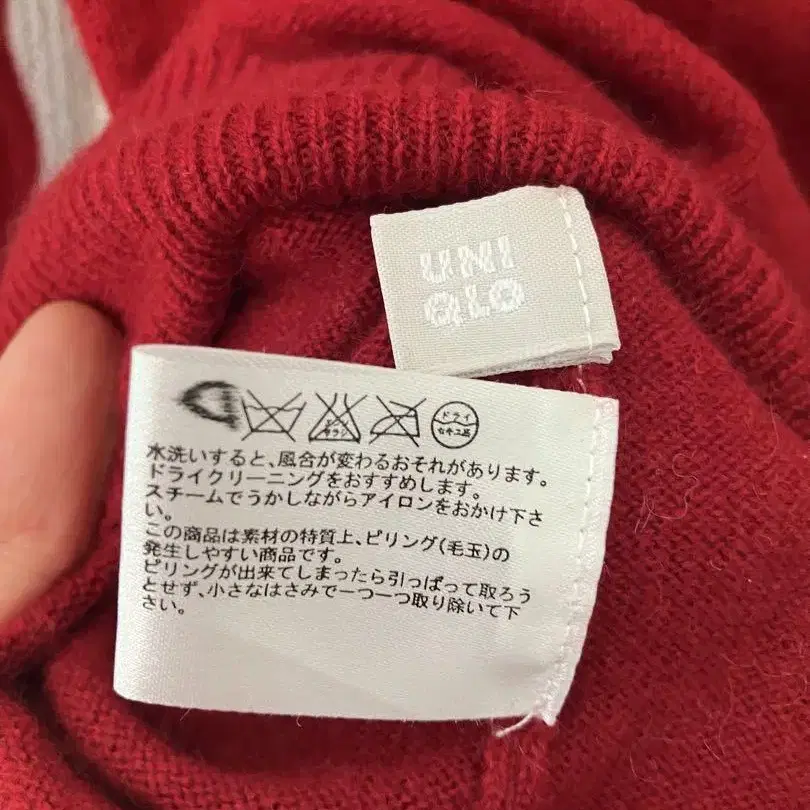 UNI
QLO
ドライ
セキユ系
水洗いすると、風合が変わるおそれがあります。
ドライクリーニングをおすすめします。
スチームでうかしながらアイロンをおかけ下さ
い。
この商品は素材の特質上、ピリング(毛玉)の
発生しやすい商品です。
ピリングが出来てしまったら引っぱって取ろう
とせず、小さなはさみで一つ一つ取り除いて下
さい。